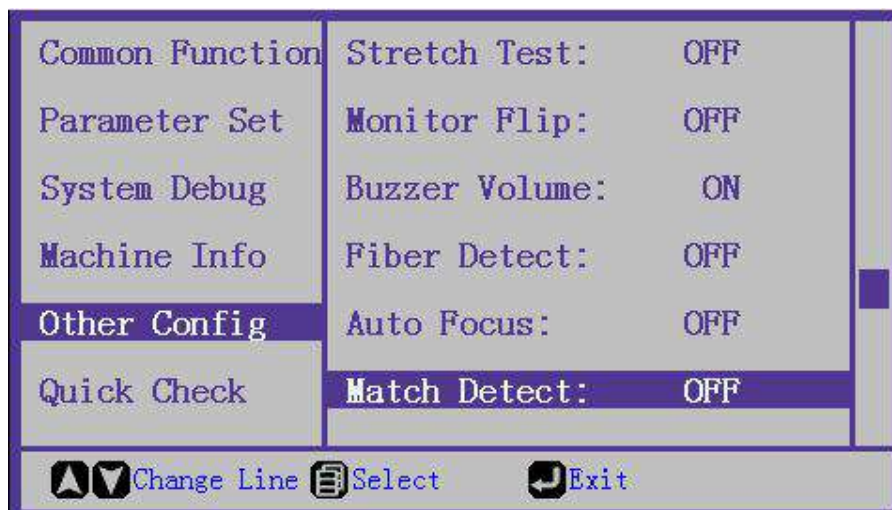 Common Function Stretch Test: OFF
Parameter Set Monitor Flip: OFF
System Debug Buzzer Volume: ON
Machine Info Fiber Detect: OFF
Other Config Auto Focus: OFF
Quick Check Match Detect: OFF
Change Line Select Exit